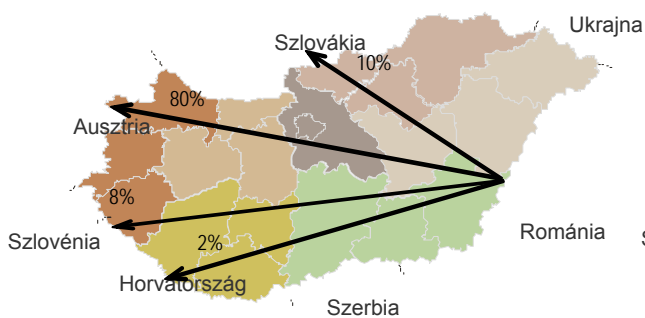 Ukrajna
Szlovákia
10%
80%
Ausztria
8%
Szlovénia
2%
Románia
S
Horvátország
Szerbia